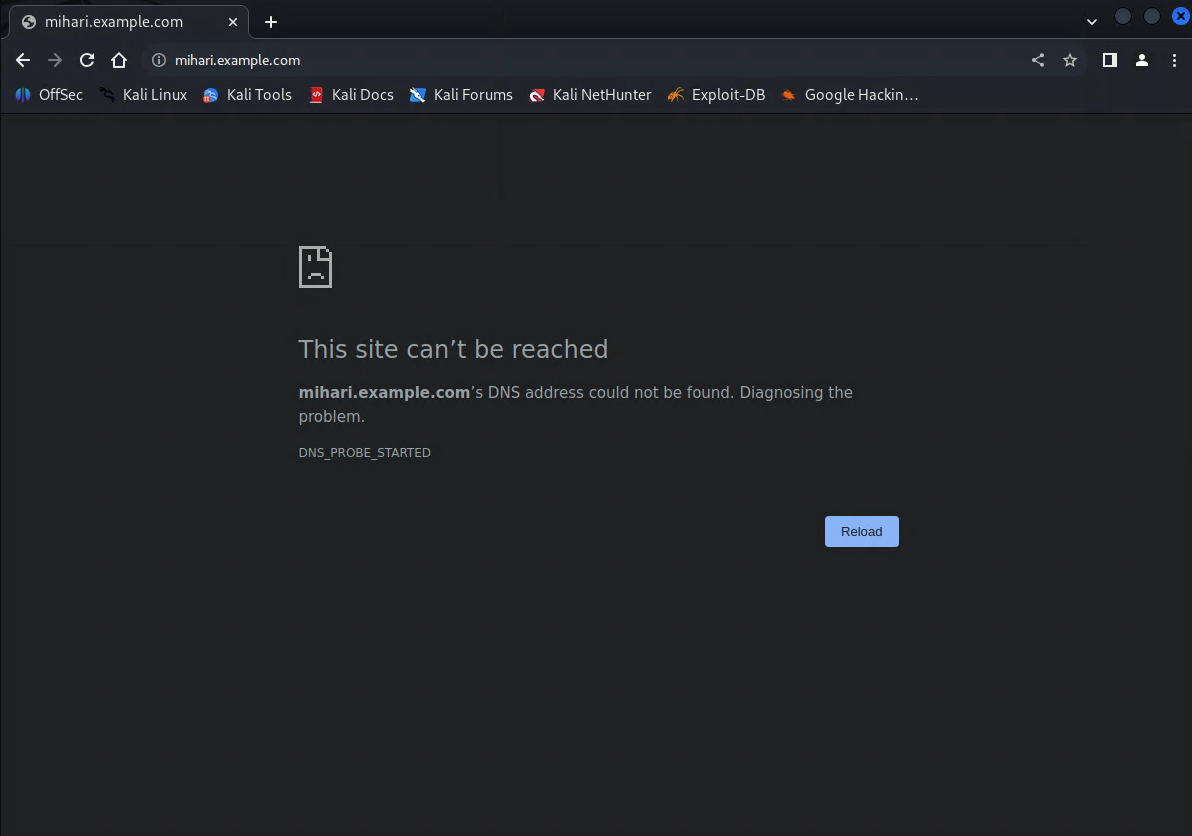 mihari.example.com
mihari.example.com
OffSec Kali Linux Kali Tools Kali Docs Kali Forums Kali NetHunter Exploit-DB Google Hackin…
This site can’t be reached
mihari.example.com’s DNS address could not be found. Diagnosing the
problem.
DNS_PROBE_STARTED
Reload